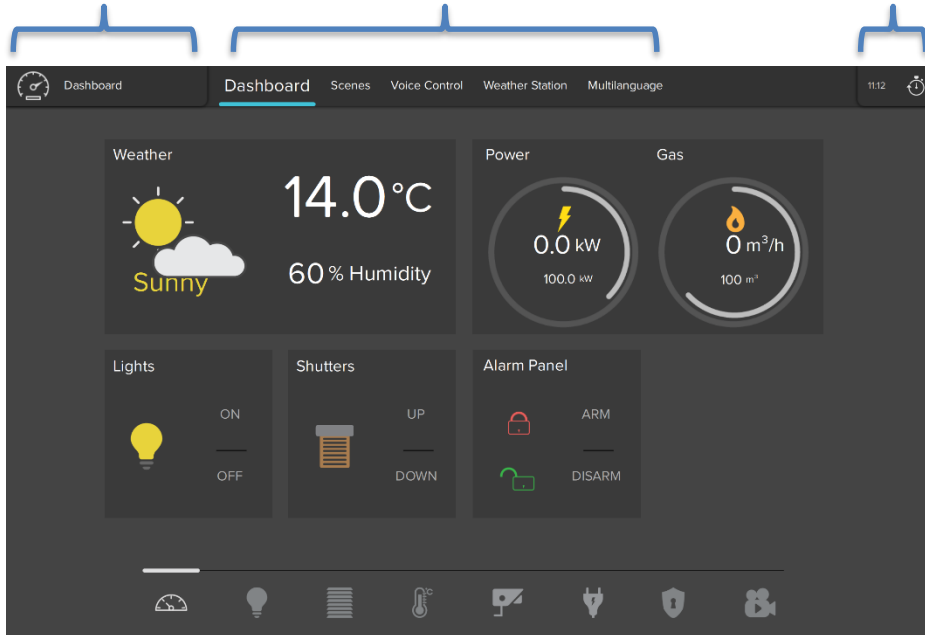 Dashboard
Dashboard Scenes Voice Control Weather Station Multilanguage
11:12
Weather
14.0°C
60% Humidity
Sunny
Power
0.0 kW
100.0 kW
Gas
0 m³/h
100 m³
Lights
ON
OFF
Shutters
UP
DOWN
Alarm Panel
ARM
DISARM
°C